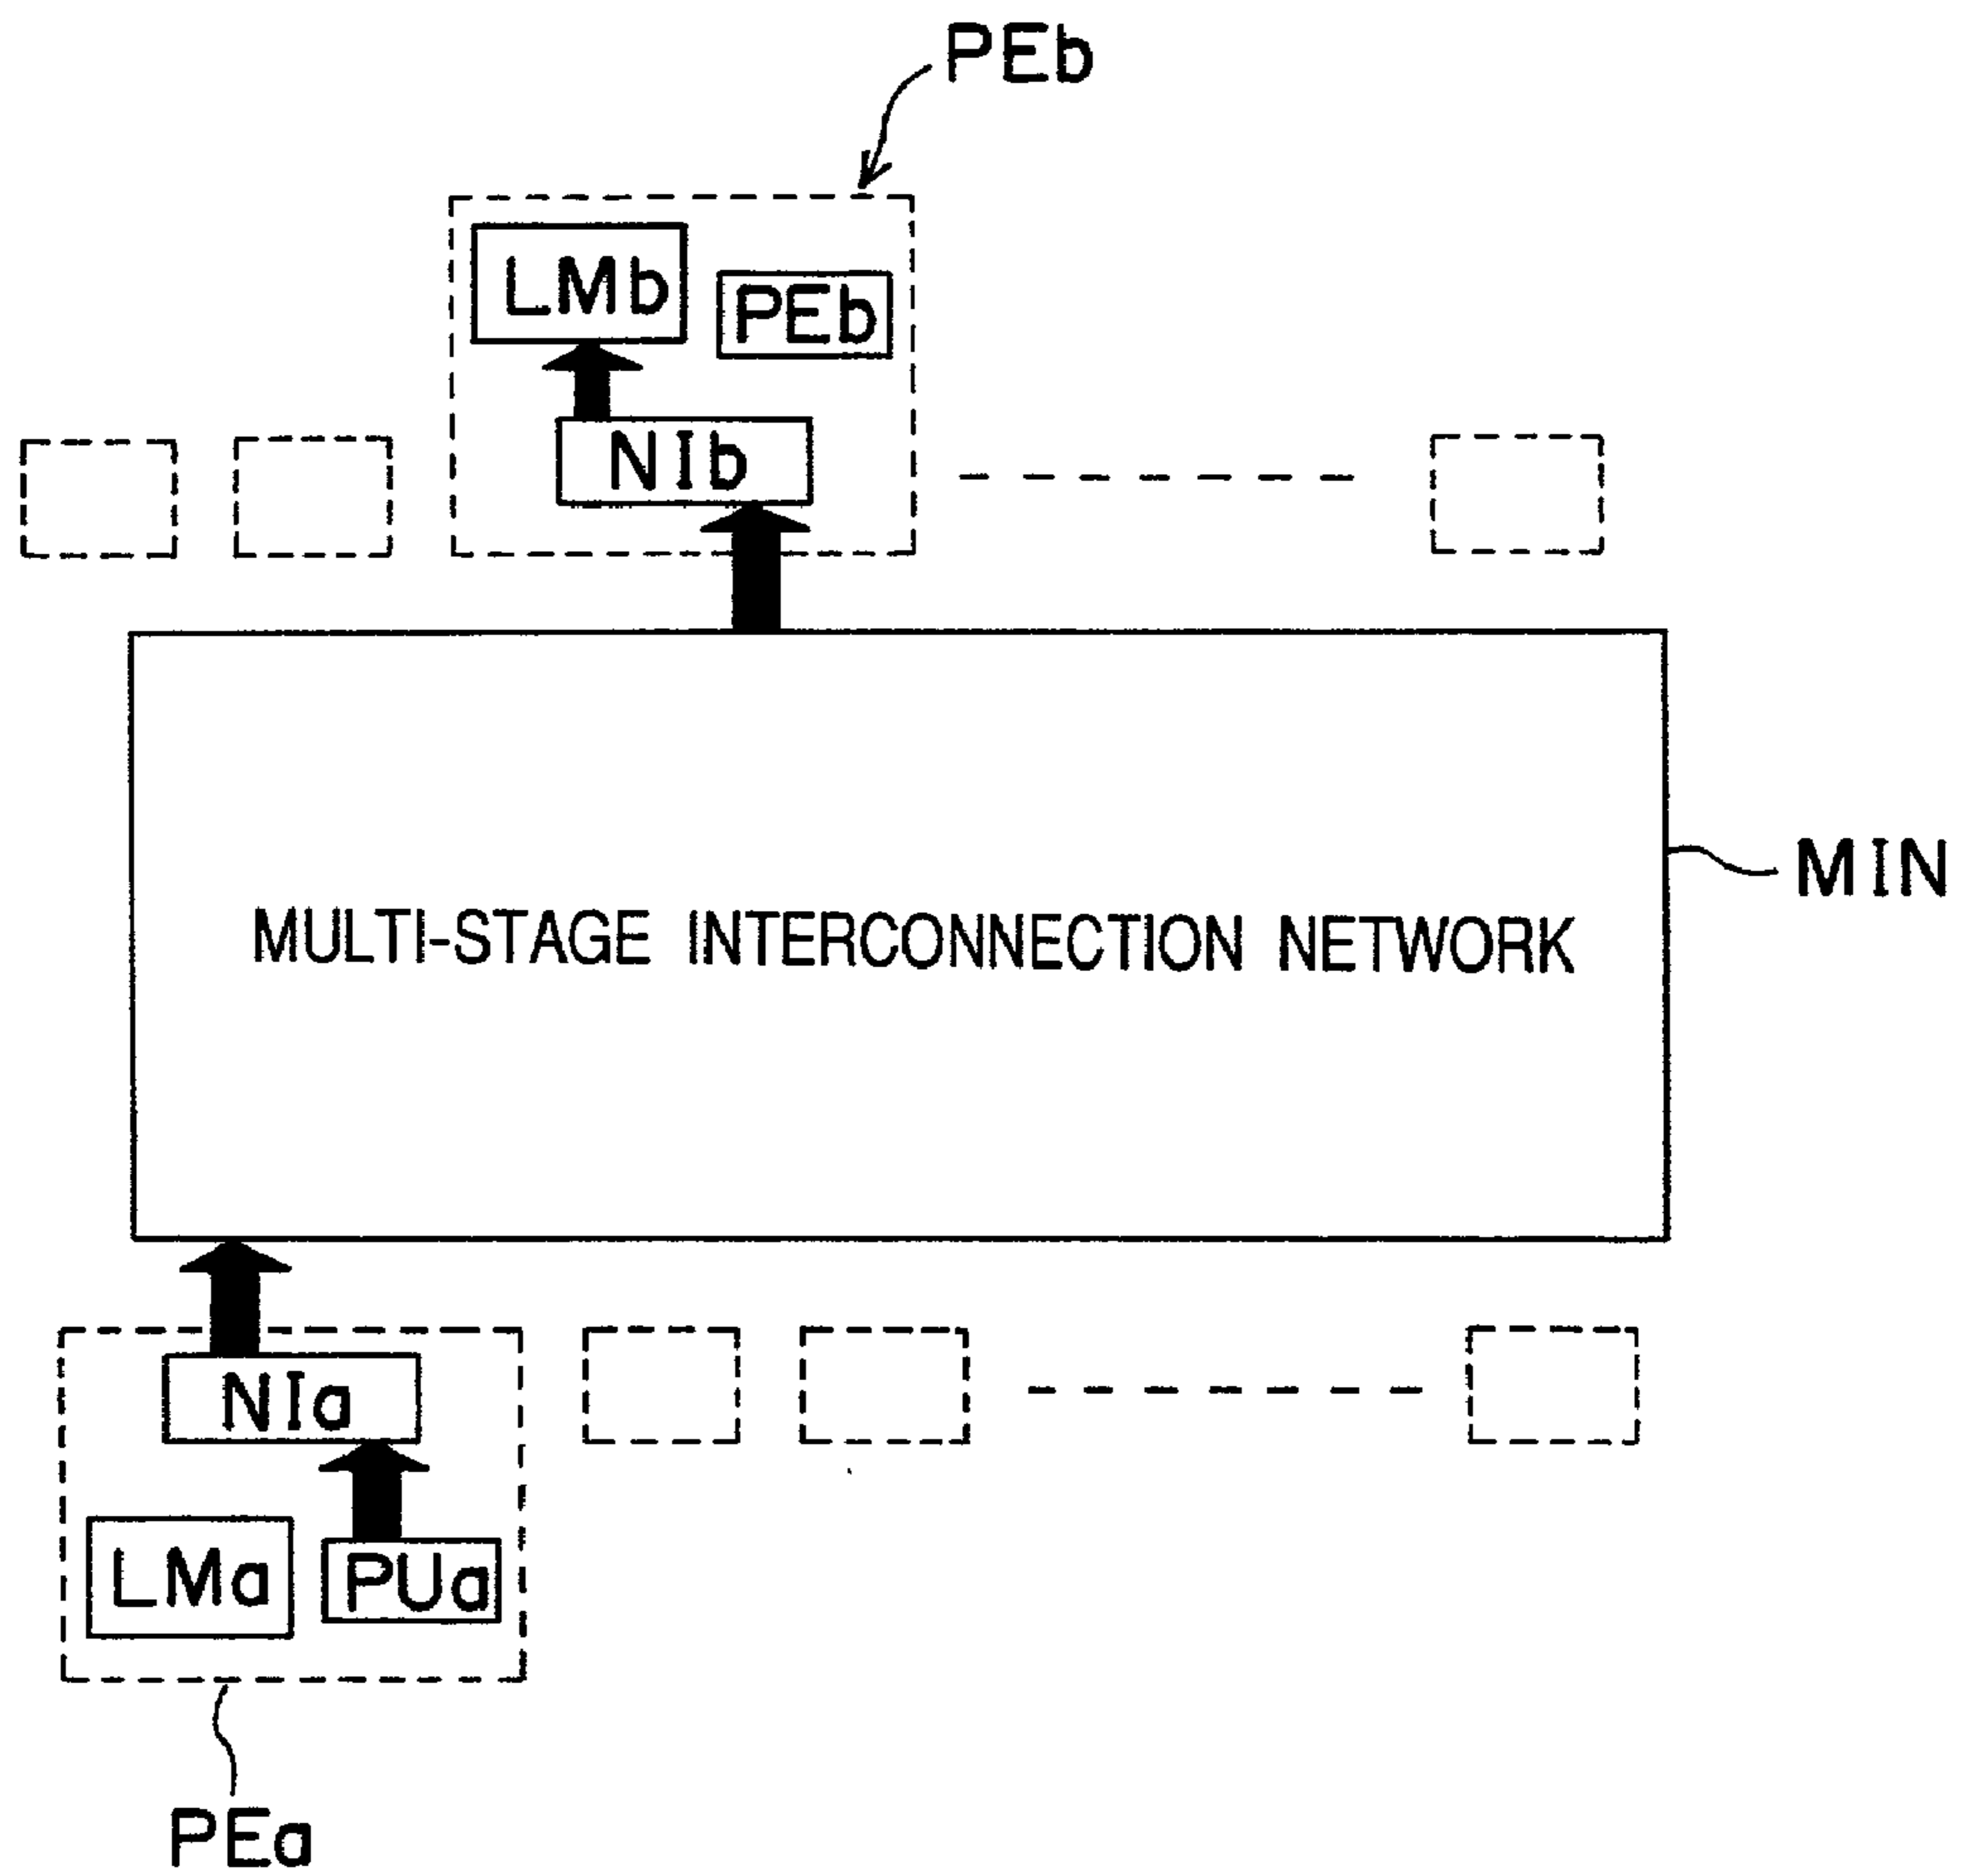 PEb
LMb
PEb
NIb
MIN
MULTI-STAGE INTERCONNECTION NETWORK
NIa
LMa
PUa
PEa